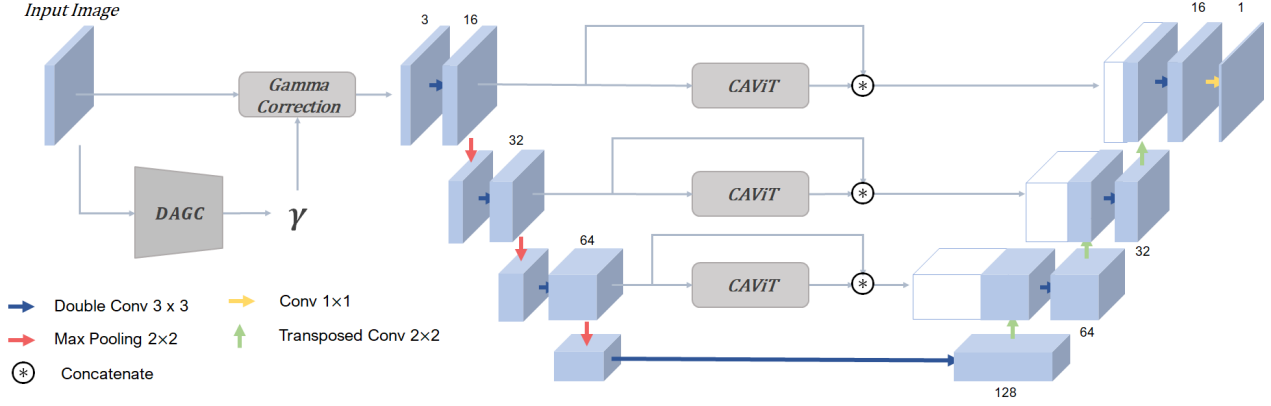 Input Image
3
16
16
1
Gamma
Correction
CAViT
*
32
CAViT
*
DAGC
γ
64
32
CAViT
*
Double Conv 3 x 3
Conv 1×1
Max Pooling 2×2
Transposed Conv 2×2
64
* Concatenate
128